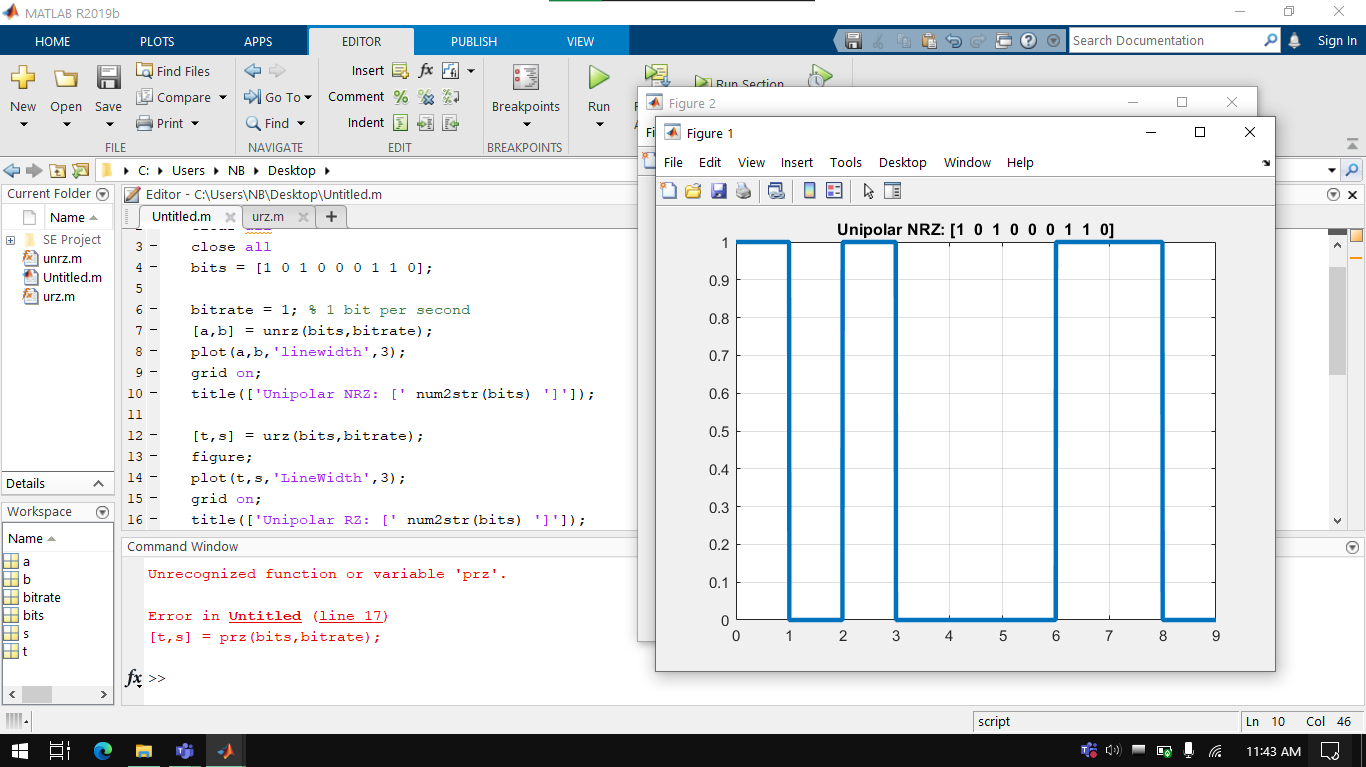 MATLAB R2019b
HOME PLOTS APPS EDITOR PUBLISH VIEW
Search Documentation
Sign In
New Open Save
Find Files
Compare
Print
FILE
Go To
Find
NAVIGATE
Insert fx
Comment %
Indent
EDIT
Breakpoints
BREAKPOINTS
Run
Run Section
C: Users NB Desktop
Current Folder
Name
SE Project
unrz.m
Untitled.m
urz.m
Details
Workspace
Name
a
b
bitrate
bits
s
t
Editor - C:\Users\NB\Desktop\Untitled.m
Untitled.m urz.m +
3 - close all
4 - bits = [1 0 1 0 0 0 1 1 0];
5
6 - bitrate = 1; % 1 bit per second
7 - [a,b] = unrz(bits,bitrate);
8 - plot(a,b,'linewidth',3);
9 - grid on;
10 - title(['Unipolar NRZ: [' num2str(bits) ']']);
11
12 - [t,s] = urz(bits,bitrate);
13 - figure;
14 - plot(t,s,'LineWidth',3);
15 - grid on;
16 - title(['Unipolar RZ: [' num2str(bits) ']']);
Command Window
Unrecognized function or variable 'prz'.
Error in Untitled (line 17)
[t,s] = prz(bits,bitrate);
fx >>
Figure 2
Figure 1
File Edit View Insert Tools Desktop Window Help
Unipolar NRZ: [1 0 1 0 0 0 1 1 0]
1
0.9
0.8
0.7
0.6
0.5
0.4
0.3
0.2
0.1
0
0 1 2 3 4 5 6 7 8 9
script
Ln 10 Col 46
11:43 AM